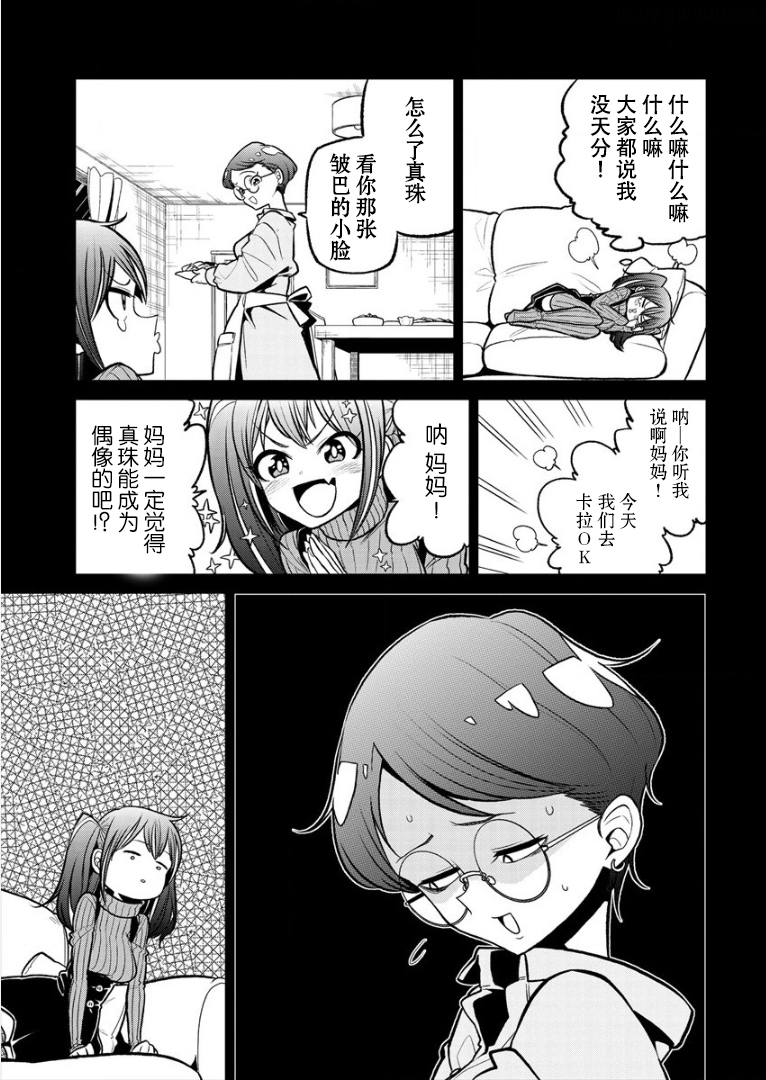 什么嘛什么嘛
什么嘛
大家都说我
没天分！
怎么了真珠
看你那张
皱巴的小脸
呐—你听我
说啊妈妈！
今天
我们去
卡拉OK
呐妈妈！
妈妈一定觉得
真珠能成为
偶像的吧!?